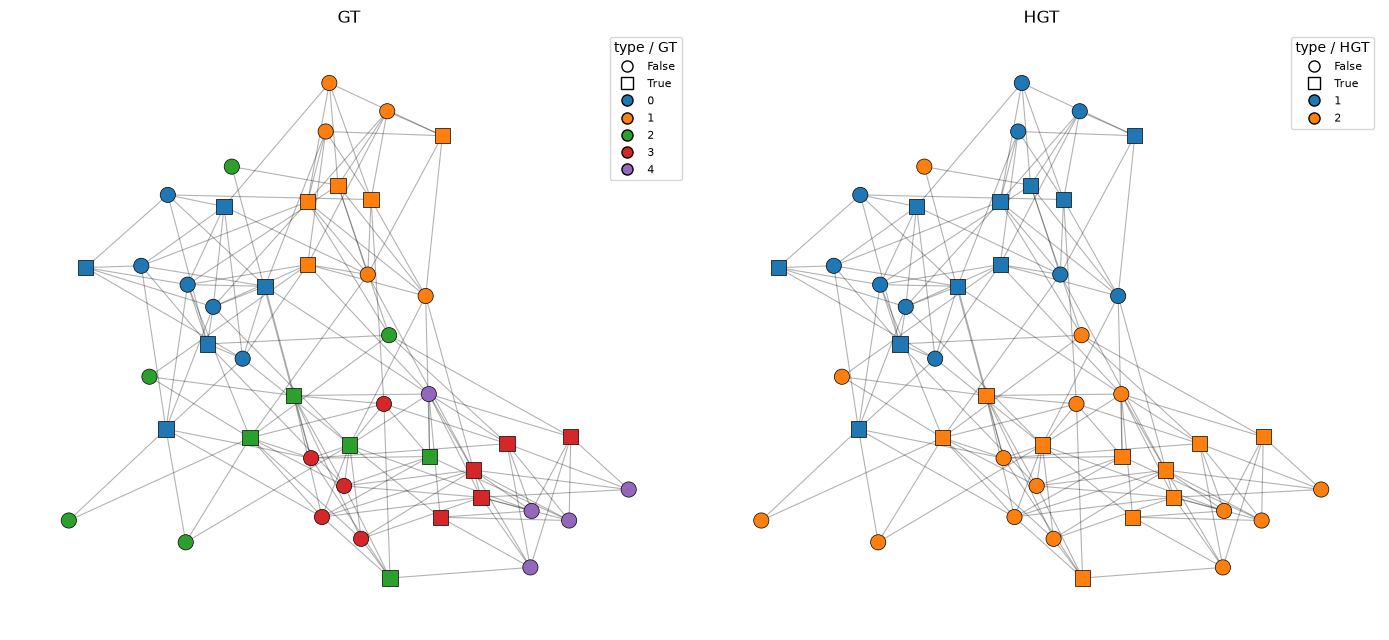 GT
type / GT
False
True
0
1
2
3
4
HGT
type / HGT
False
True
1
2